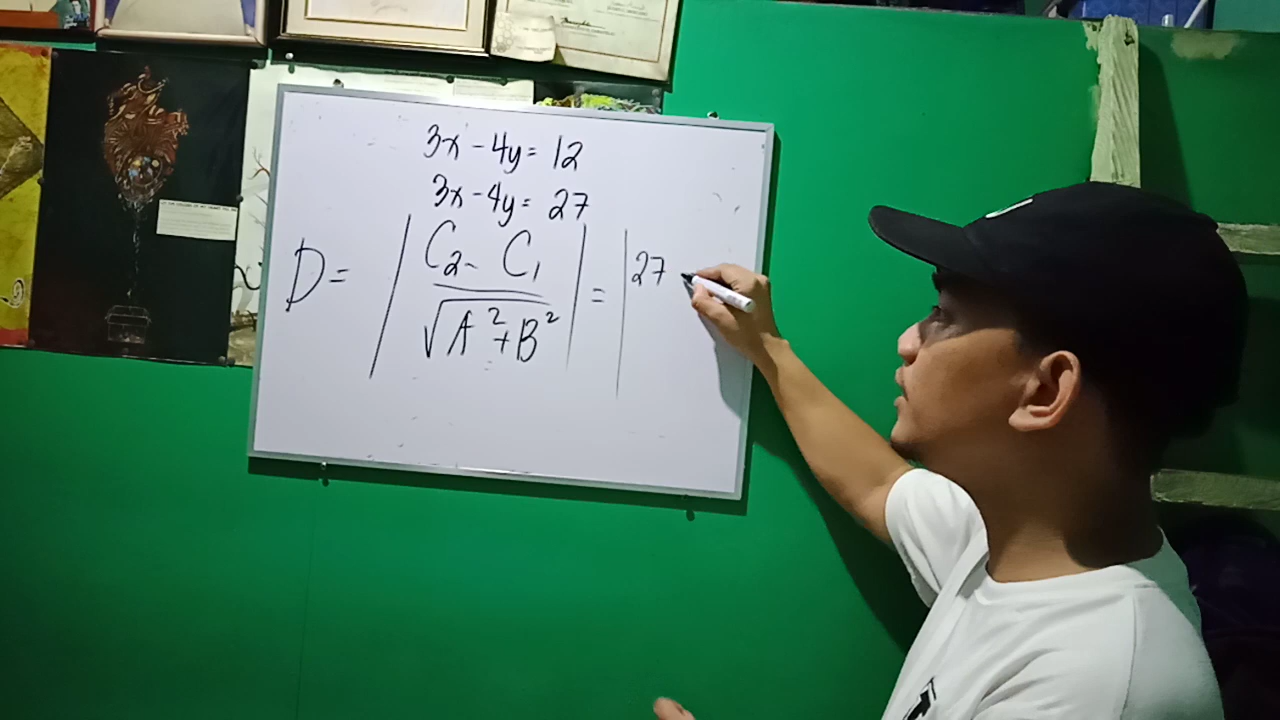 3x - 4y = 12
3x - 4y = 27
D = | C2 - C1 / √A²+B² | = | 27